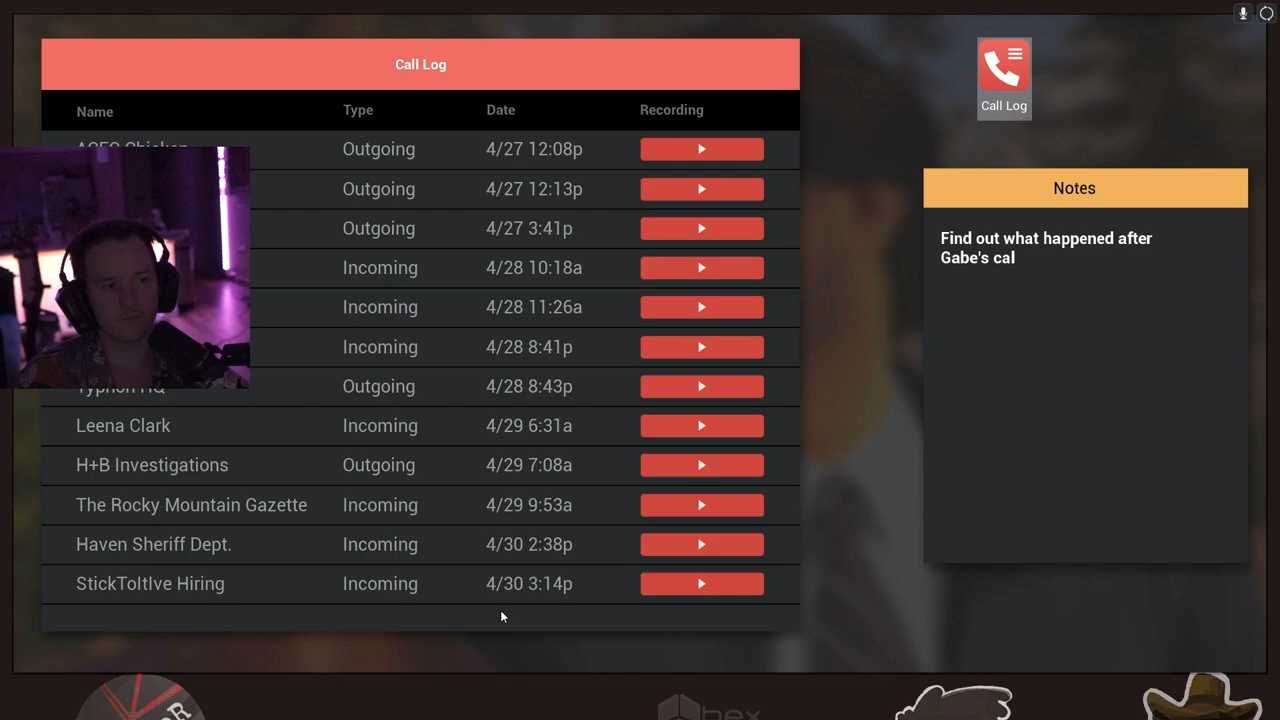 Call Log
Call Log
Name Type Date Recording
Outgoing 4/27 12:08p
Outgoing 4/27 12:13p
Outgoing 4/27 3:41p
Incoming 4/28 10:18a
Incoming 4/28 11:26a
Incoming 4/28 8:41p
Typhon HQ Outgoing 4/28 8:43p
Leena Clark Incoming 4/29 6:31a
H+B Investigations Outgoing 4/29 7:08a
The Rocky Mountain Gazette Incoming 4/29 9:53a
Haven Sheriff Dept. Incoming 4/30 2:38p
StickToItIve Hiring Incoming 4/30 3:14p
Notes
Find out what happened after
Gabe's cal
hex